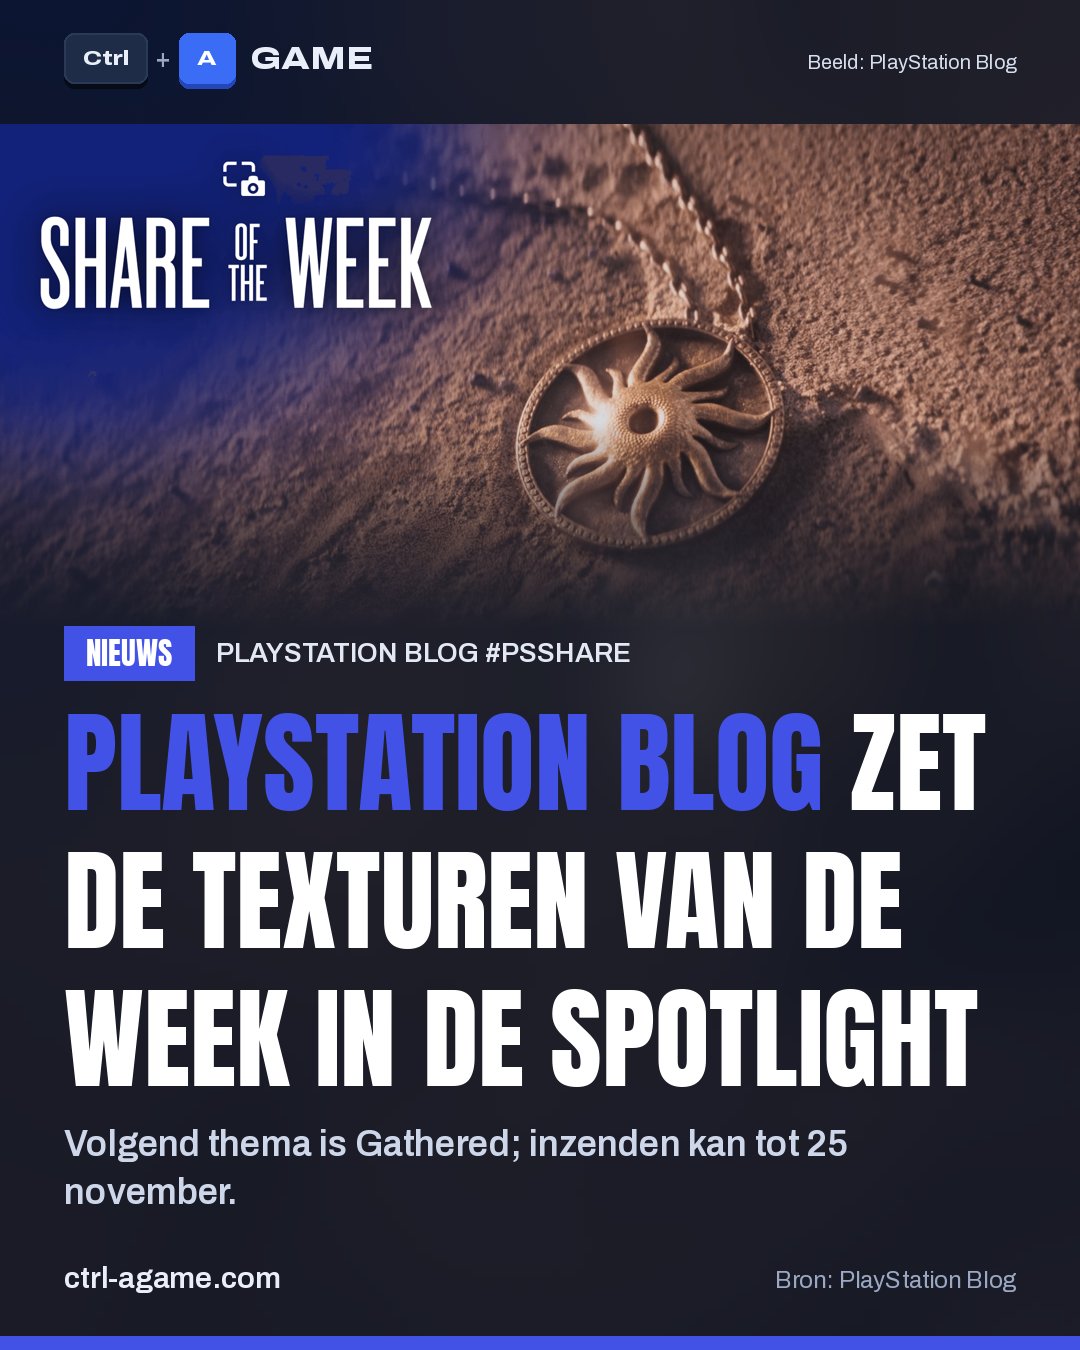 Ctrl + A GAME
Beeld: PlayStation Blog
SHARE OF THE WEEK
NIEUWS
PLAYSTATION BLOG #PSSHARE
PLAYSTATION BLOG ZET
DE TEXTUREN VAN DE
WEEK IN DE SPOTLIGHT
Volgend thema is Gathered; inzenden kan tot 25
november.
ctrl-agame.com
Bron: PlayStation Blog